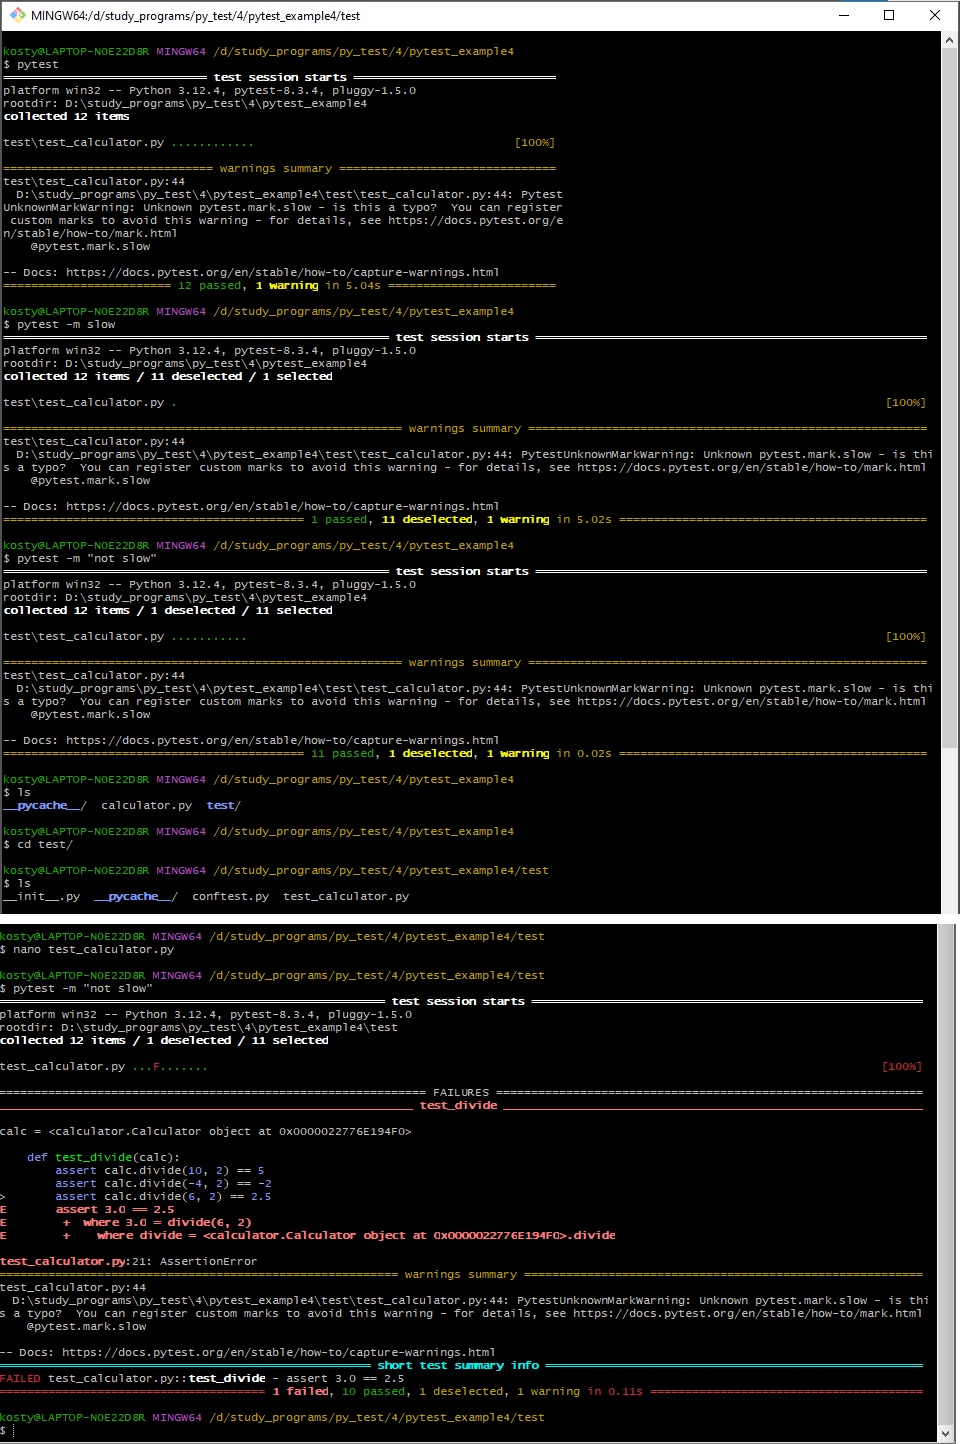 MINGW64:/d/study_programs/py_test/4/pytest_example4/test
kosty@LAPTOP-N0E22D8R MINGW64 /d/study_programs/py_test/4/pytest_example4
$ pytest
============================= test session starts =============================
platform win32 -- Python 3.12.4, pytest-8.3.4, pluggy-1.5.0
rootdir: D:\study_programs\py_test\4\pytest_example4
collected 12 items
test\test_calculator.py ............ [100%]
============================== warnings summary ===============================
test\test_calculator.py:44
D:\study_programs\py_test\4\pytest_example4\test\test_calculator.py:44: Pytest
UnknownMarkWarning: Unknown pytest.mark.slow - is this a typo?  You can register
custom marks to avoid this warning - for details, see https://docs.pytest.org/e
n/stable/how-to/mark.html
@pytest.mark.slow
-- Docs: https://docs.pytest.org/en/stable/how-to/capture-warnings.html
======================== 12 passed, 1 warning in 5.04s ========================
kosty@LAPTOP-N0E22D8R MINGW64 /d/study_programs/py_test/4/pytest_example4
$ pytest -m slow
======================================================= test session starts ========================================================
platform win32 -- Python 3.12.4, pytest-8.3.4, pluggy-1.5.0
rootdir: D:\study_programs\py_test\4\pytest_example4
collected 12 items / 11 deselected / 1 selected
test\test_calculator.py . [100%]
========================================================= warnings summary =========================================================
test\test_calculator.py:44
D:\study_programs\py_test\4\pytest_example4\test\test_calculator.py:44: PytestUnknownMarkWarning: Unknown pytest.mark.slow - is thi
s a typo?  You can register custom marks to avoid this warning - for details, see https://docs.pytest.org/en/stable/how-to/mark.html
@pytest.mark.slow
-- Docs: https://docs.pytest.org/en/stable/how-to/capture-warnings.html
=========================================== 1 passed, 11 deselected, 1 warning in 5.02s ============================================
kosty@LAPTOP-N0E22D8R MINGW64 /d/study_programs/py_test/4/pytest_example4
$ pytest -m "not slow"
======================================================= test session starts ========================================================
platform win32 -- Python 3.12.4, pytest-8.3.4, pluggy-1.5.0
rootdir: D:\study_programs\py_test\4\pytest_example4
collected 12 items / 1 deselected / 11 selected
test\test_calculator.py ........... [100%]
========================================================= warnings summary =========================================================
test\test_calculator.py:44
D:\study_programs\py_test\4\pytest_example4\test\test_calculator.py:44: PytestUnknownMarkWarning: Unknown pytest.mark.slow - is thi
s a typo?  You can register custom marks to avoid this warning - for details, see https://docs.pytest.org/en/stable/how-to/mark.html
@pytest.mark.slow
-- Docs: https://docs.pytest.org/en/stable/how-to/capture-warnings.html
=========================================== 11 passed, 1 deselected, 1 warning in 0.02s ============================================
kosty@LAPTOP-N0E22D8R MINGW64 /d/study_programs/py_test/4/pytest_example4
$ ls
__pycache__/  calculator.py  test/
kosty@LAPTOP-N0E22D8R MINGW64 /d/study_programs/py_test/4/pytest_example4
$ cd test/
kosty@LAPTOP-N0E22D8R MINGW64 /d/study_programs/py_test/4/pytest_example4/test
$ ls
__init__.py  __pycache__/  conftest.py  test_calculator.py
kosty@LAPTOP-N0E22D8R MINGW64 /d/study_programs/py_test/4/pytest_example4/test
$ nano test_calculator.py
kosty@LAPTOP-N0E22D8R MINGW64 /d/study_programs/py_test/4/pytest_example4/test
$ pytest -m "not slow"
======================================================= test session starts ========================================================
platform win32 -- Python 3.12.4, pytest-8.3.4, pluggy-1.5.0
rootdir: D:\study_programs\py_test\4\pytest_example4\test
collected 12 items / 1 deselected / 11 selected
test_calculator.py ...F....... [100%]
============================================================= FAILURES =============================================================
___________________________________________________________ test_divide ____________________________________________________________
calc = <calculator.Calculator object at 0x0000022776E194F0>
def test_divide(calc):
assert calc.divide(10, 2) == 5
assert calc.divide(-4, 2) == -2
>       assert calc.divide(6, 2) == 2.5
E       assert 3.0 == 2.5
E        +  where 3.0 = divide(6, 2)
E        +    where divide = <calculator.Calculator object at 0x0000022776E194F0>.divide
test_calculator.py:21: AssertionError
========================================================= warnings summary =========================================================
test_calculator.py:44
D:\study_programs\py_test\4\pytest_example4\test\test_calculator.py:44: PytestUnknownMarkWarning: Unknown pytest.mark.slow - is thi
s a typo?  You can register custom marks to avoid this warning - for details, see https://docs.pytest.org/en/stable/how-to/mark.html
@pytest.mark.slow
-- Docs: https://docs.pytest.org/en/stable/how-to/capture-warnings.html
===================================================== short test summary info ======================================================
FAILED test_calculator.py::test_divide - assert 3.0 == 2.5
====================================== 1 failed, 10 passed, 1 deselected, 1 warning in 0.11s =======================================
kosty@LAPTOP-N0E22D8R MINGW64 /d/study_programs/py_test/4/pytest_example4/test
$